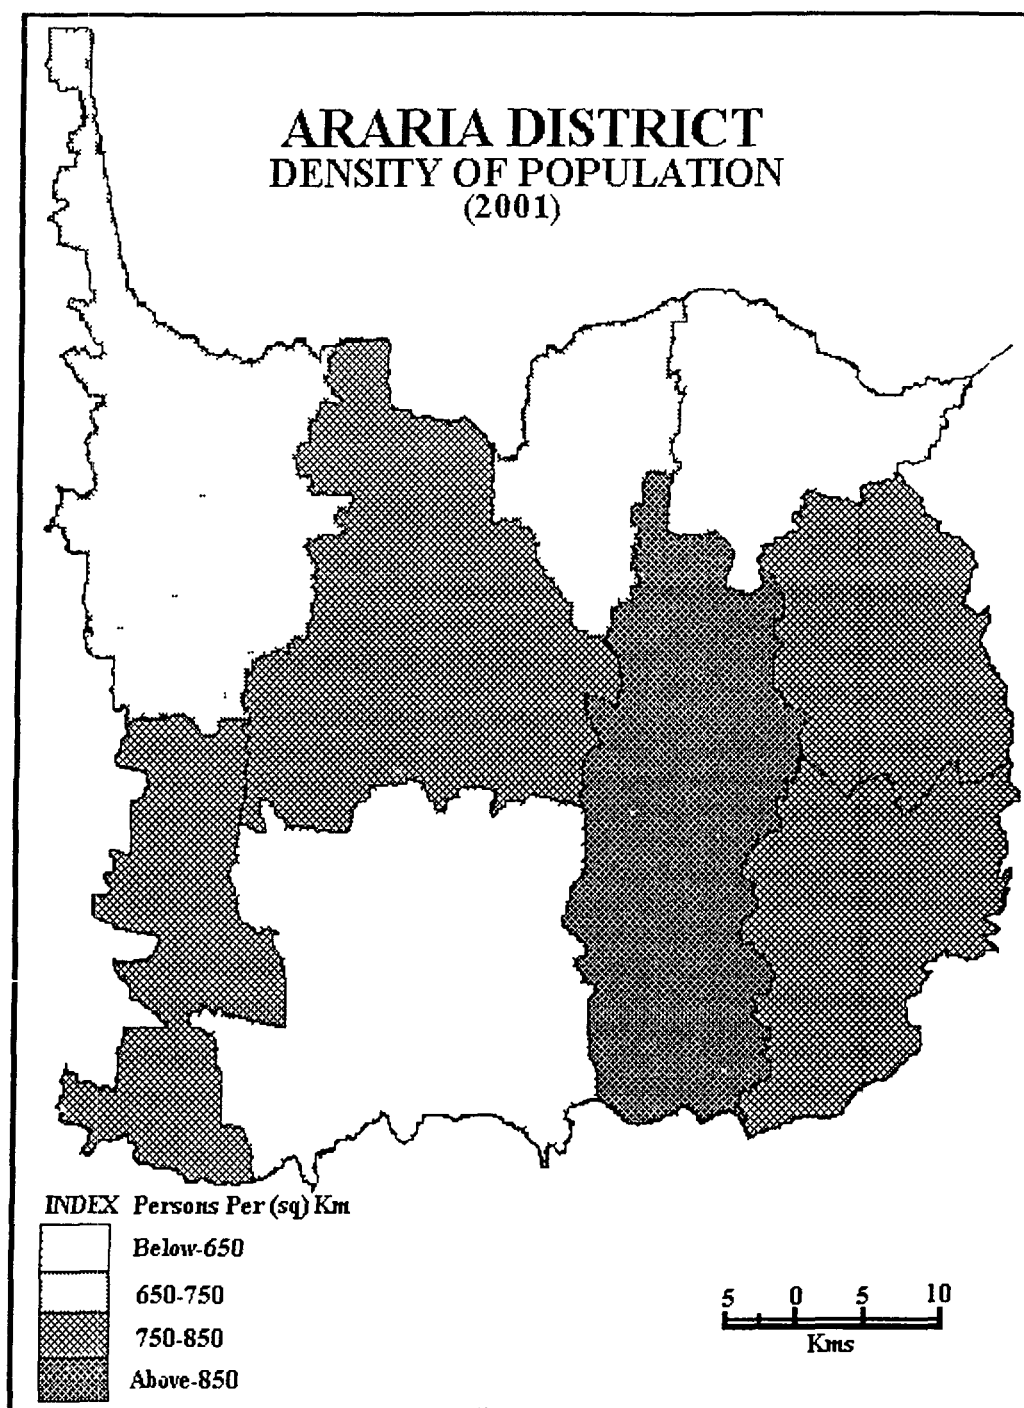 ARARIA DISTRICT
DENSITY OF POPULATION
(2001)
INDEX Persons Per (sq) Km
Below-650
650-750
750-850
Above-850
5 0 5 10
Kms